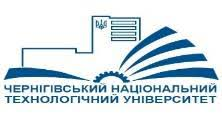 ЧЕРНІГІВСЬКИЙ НАЦІОНАЛЬНИЙ
ТЕХНОЛОГІЧНИЙ УНІВЕРСИТЕТ